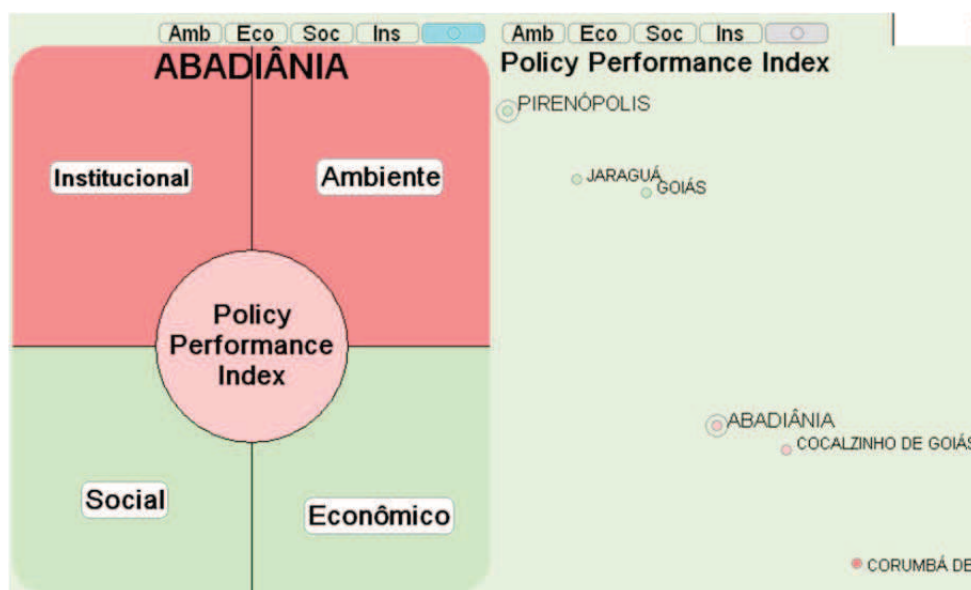 Amb Eco Soc Ins
ABADIÂNIA
Institucional
Ambiente
Policy
Performance
Index
Social
Econômico
Amb Eco Soc Ins
Policy Performance Index
PIRENÓPOLIS
JARAGUÁ
GOIÁS
ABADIÂNIA
COCALZINHO DE GOIÁS
CORUMBÁ DE